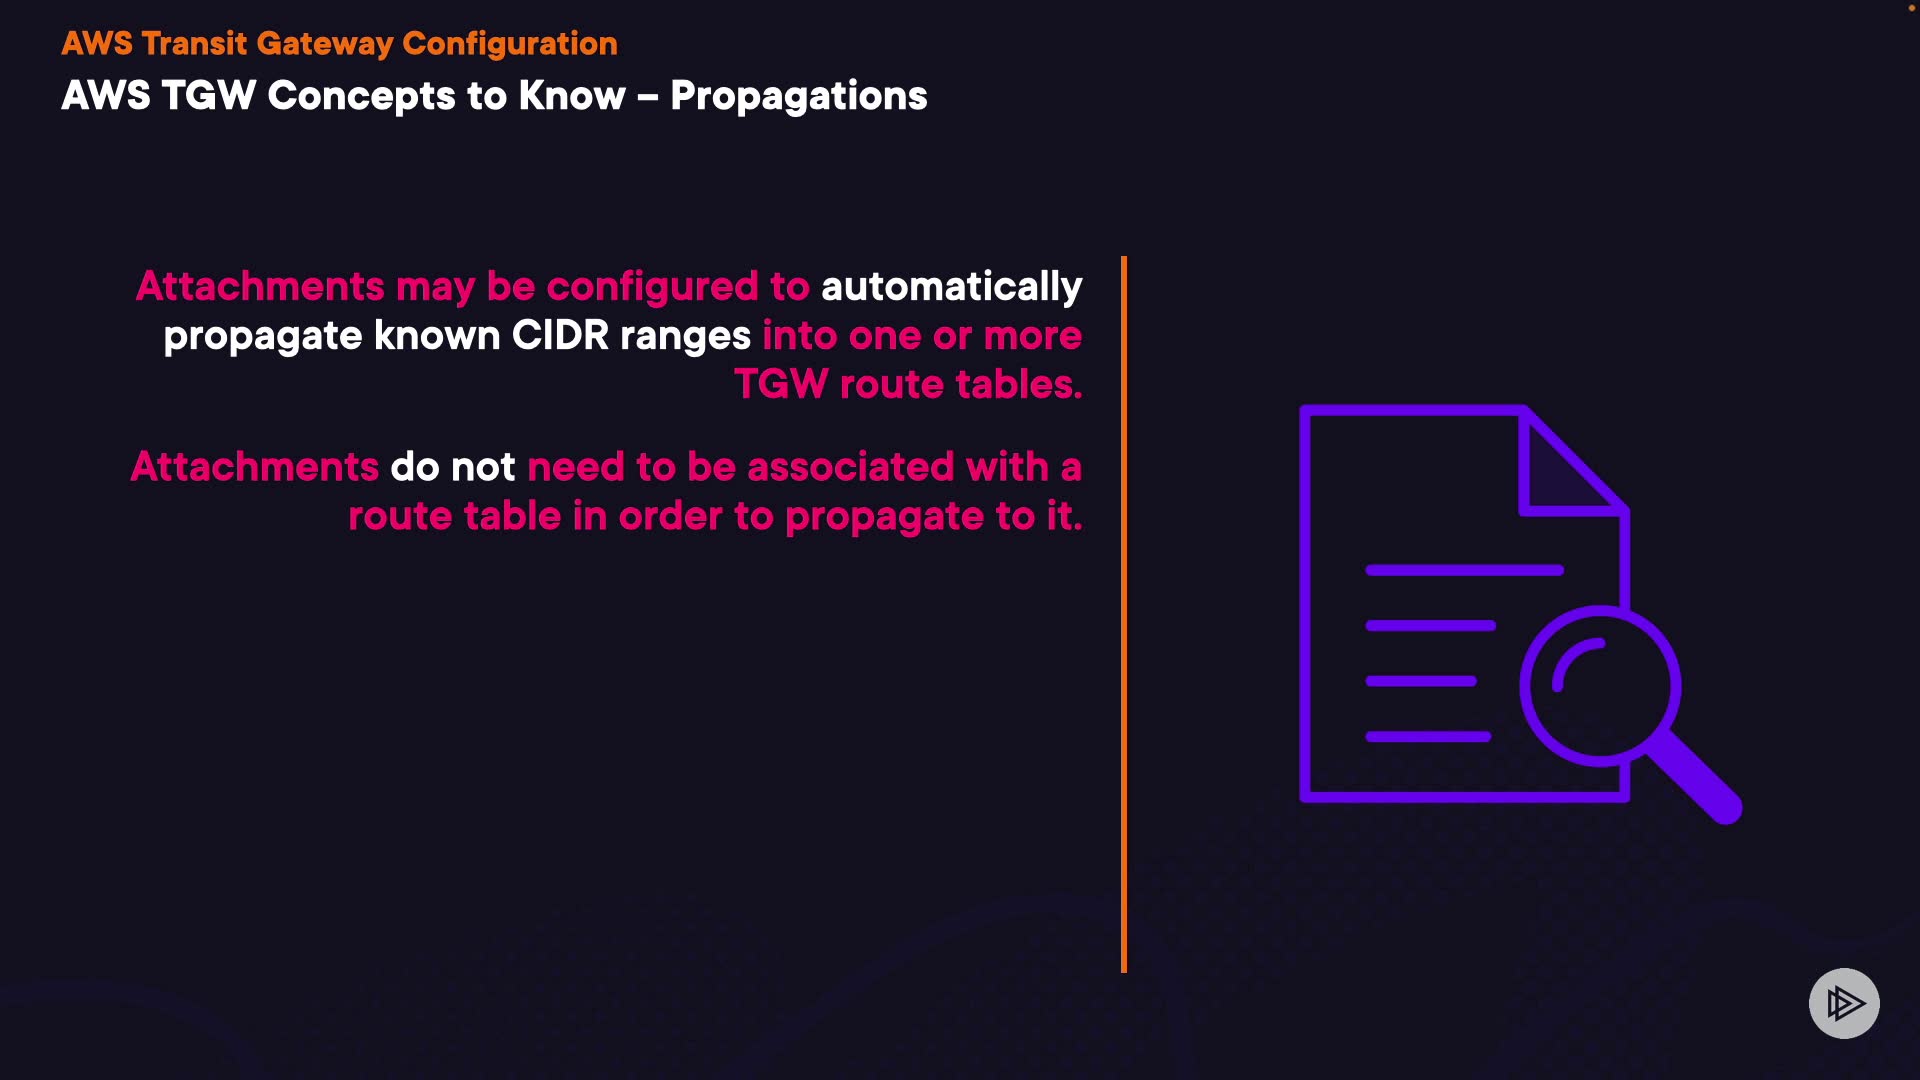 AWS Transit Gateway Configuration
AWS TGW Concepts to Know – Propagations
Attachments may be configured to automatically
propagate known CIDR ranges into one or more
TGW route tables.
Attachments do not need to be associated with a
route table in order to propagate to it.